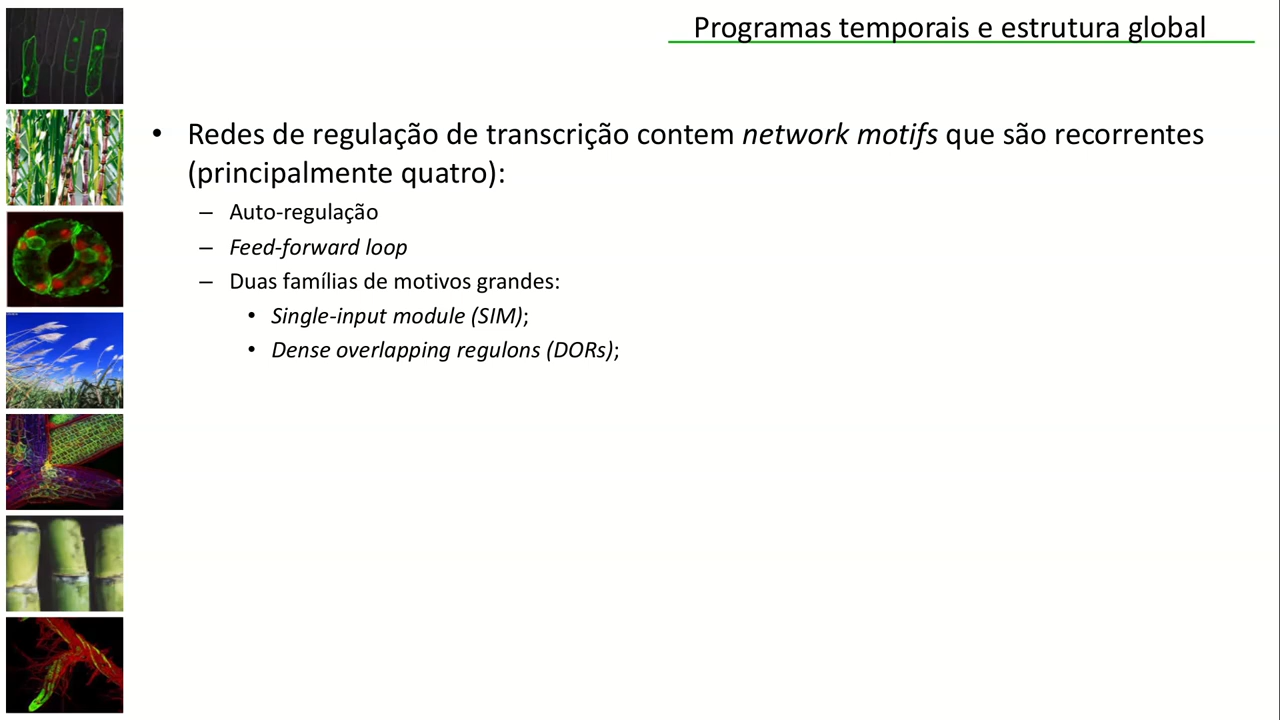 Programas temporais e estrutura global
• Redes de regulação de transcrição contem network motifs que são recorrentes
(principalmente quatro):
– Auto-regulação
– Feed-forward loop
– Duas famílias de motivos grandes:
• Single-input module (SIM);
• Dense overlapping regulons (DORs);